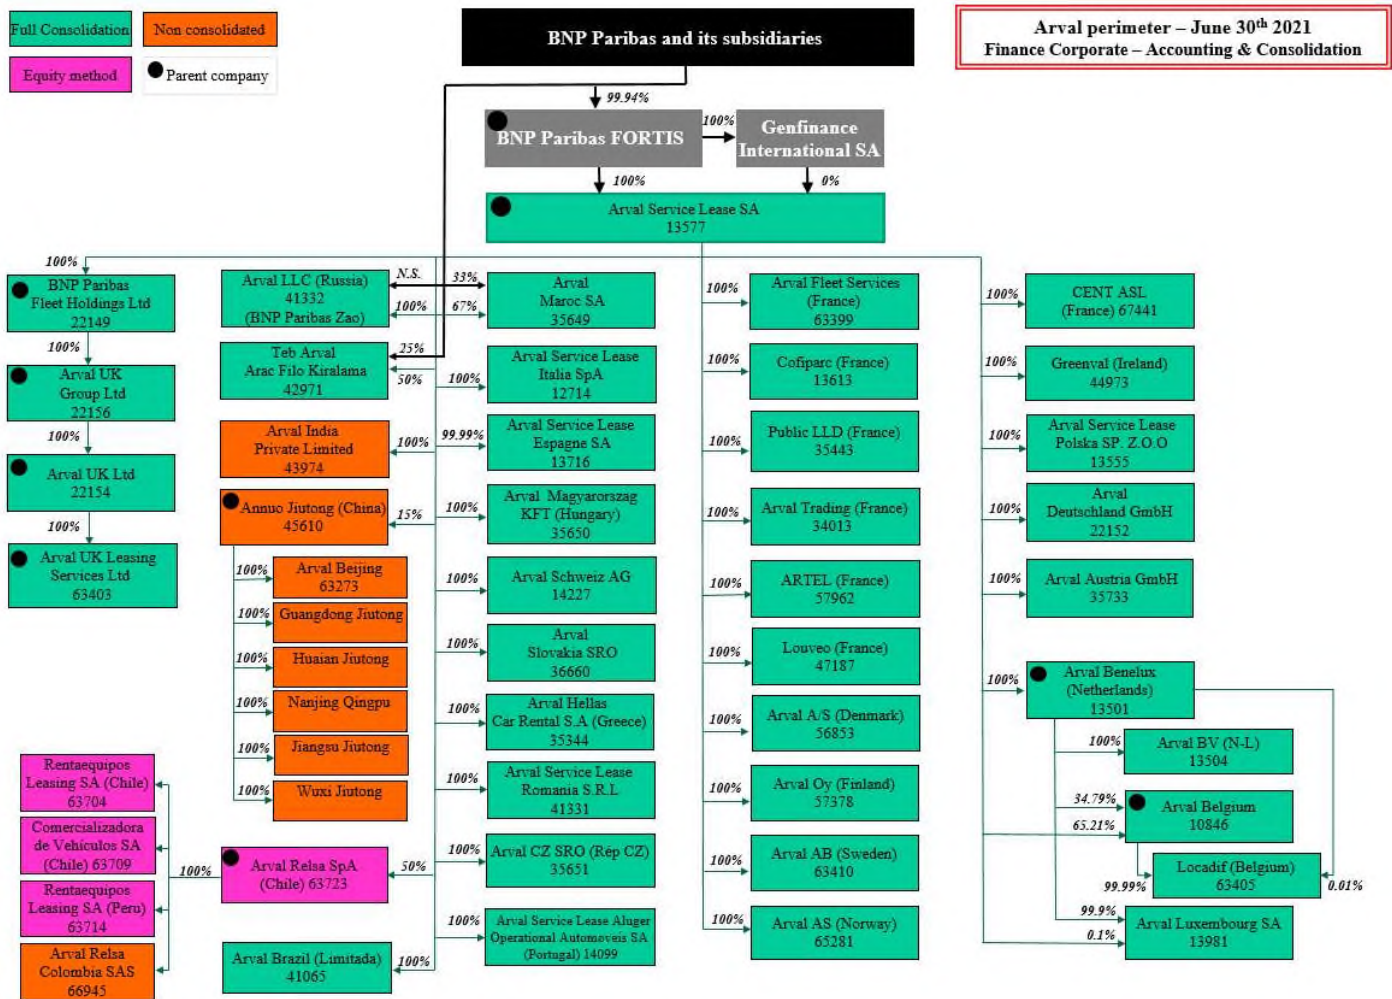 Full Consolidation
Non consolidated
Equity method
Parent company
BNP Paribas and its subsidiaries
Arval perimeter – June 30th 2021
Finance Corporate – Accounting & Consolidation
99.94%
BNP Paribas FORTIS
100%
Genfinance
International SA
100%
0%
Arval Service Lease SA
13577
100%
BNP Paribas
Fleet Holdings Ltd
22149
100%
Arval UK
Group Ltd
22156
100%
Arval UK Ltd
22154
100%
Arval UK Leasing
Services Ltd
63403
Arval LLC (Russia)
41332
(BNP Paribas Zao)
N.S.
100%
Teb Arval
Arac Filo Kiralama
42971
25%
50%
Arval India
Private Limited
43974
100%
Annuo Jiutong (China)
45610
15%
100%
Arval Beijing
63273
100%
Guangdong Jiutong
100%
Huaian Jiutong
100%
Nanjing Qingpu
100%
Jiangsu Jiutong
100%
Wuxi Jiutong
Rentaequipos
Leasing SA (Chile)
63704
Comercializadora
de Vehículos SA
(Chile) 63709
Rentaequipos
Leasing SA (Peru)
63714
Arval Relsa
Colombia SAS
66945
100%
Arval Relsa SpA
(Chile) 63723
50%
Arval Brazil (Limitada)
41065
100%
33%
67%
Arval
Maroc SA
35649
100%
Arval Service Lease
Italia SpA
12714
99.99%
Arval Service Lease
Espagne SA
13716
100%
Arval Magyarorszag
KFT (Hungary)
35650
100%
Arval Schweiz AG
14227
100%
Arval
Slovakia SRO
36660
100%
Arval Hellas
Car Rental S.A (Greece)
35344
100%
Arval Service Lease
Romania S.R.L
41331
100%
Arval CZ SRO (Rép CZ)
35651
100%
Arval Service Lease Aluger
Operational Automoveis SA
(Portugal) 14099
100%
Arval Fleet Services
(France)
63399
100%
Cofiparc (France)
13613
100%
Public LLD (France)
35443
100%
Arval Trading (France)
34013
100%
ARTEL (France)
57962
100%
Louveo (France)
47187
100%
Arval A/S (Denmark)
56853
100%
Arval Oy (Finland)
57378
100%
Arval AB (Sweden)
63410
100%
Arval AS (Norway)
65281
100%
CENT ASL
(France) 67441
100%
Greenval (Ireland)
44973
100%
Arval Service Lease
Polska SP. Z.O.O
13555
100%
Arval
Deutschland GmbH
22152
100%
Arval Austria GmbH
35733
100%
Arval Benelux
(Netherlands)
13501
100%
Arval BV (N-L)
13504
34.79%
65.21%
Arval Belgium
10846
99.99%
Locadif (Belgium)
63405
0.01%
99.9%
0.1%
Arval Luxembourg SA
13981